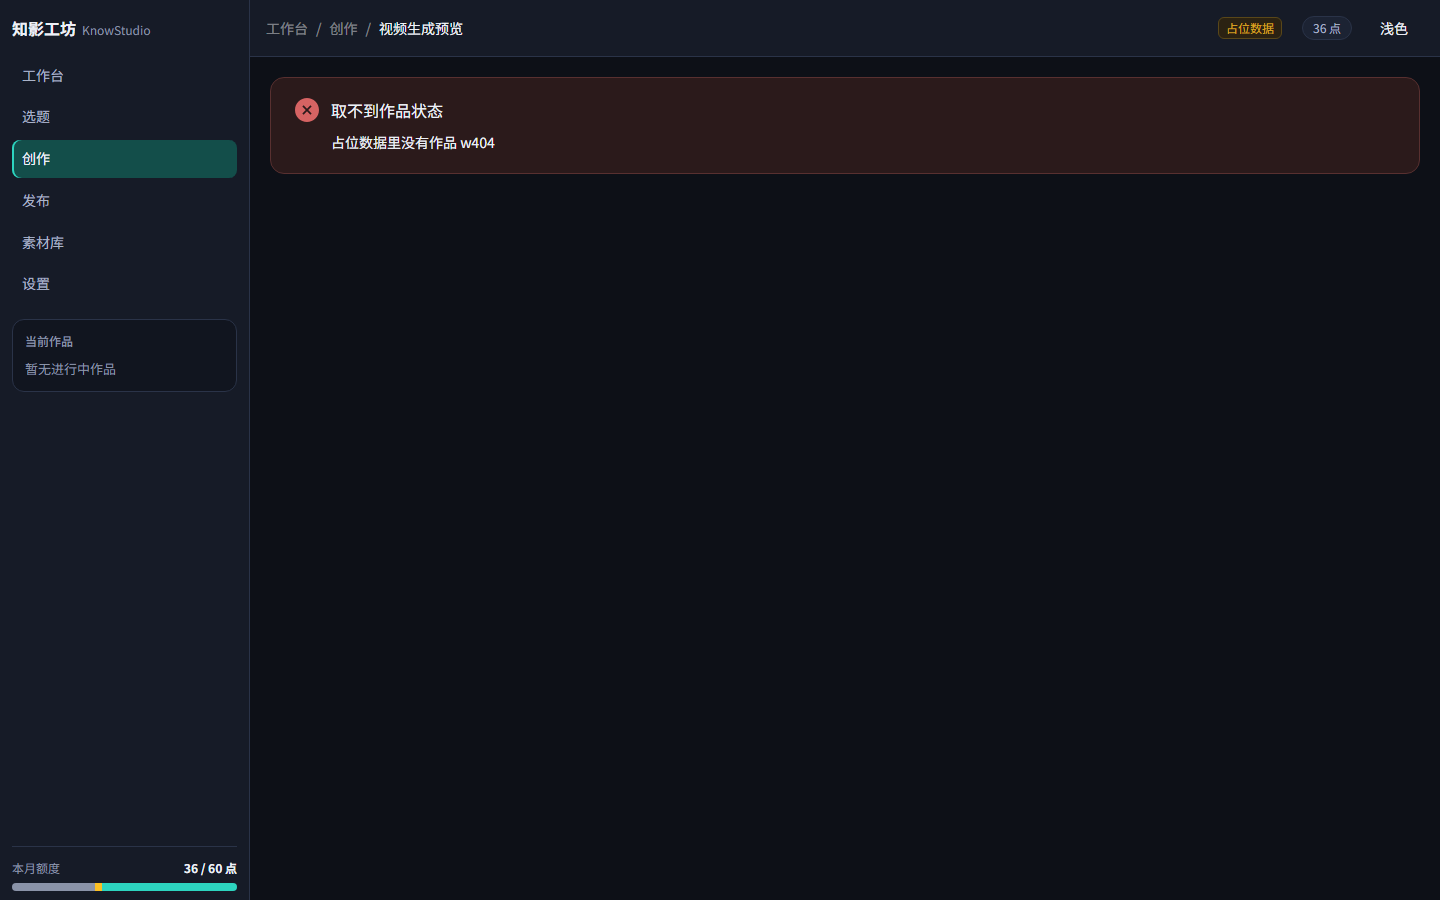 知影工坊 KnowStudio
工作台
选题
创作
发布
素材库
设置
当前作品
暂无进行中作品
本月额度 36 / 60 点
工作台 / 创作 / 视频生成预览
占位数据 36 点 浅色
取不到作品状态
占位数据里没有作品 w404